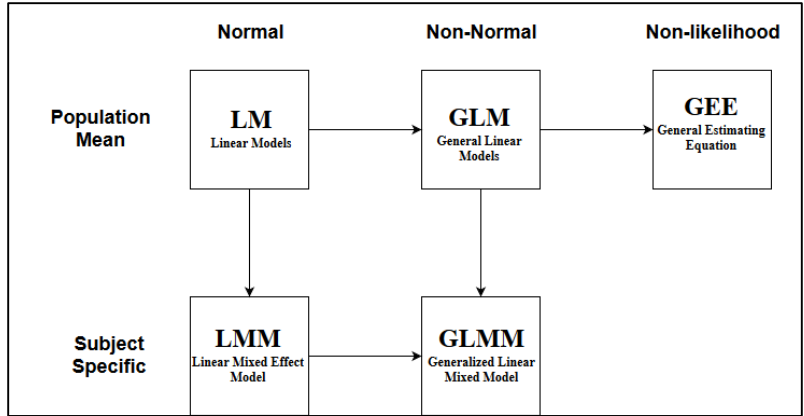 Normal
Non-Normal
Non-likelihood
Population
Mean
LM
Linear Models
GLM
General Linear
Models
GEE
General Estimating
Equation
Subject
Specific
LMM
Linear Mixed Effect
Model
GLMM
Generalized Linear
Mixed Model